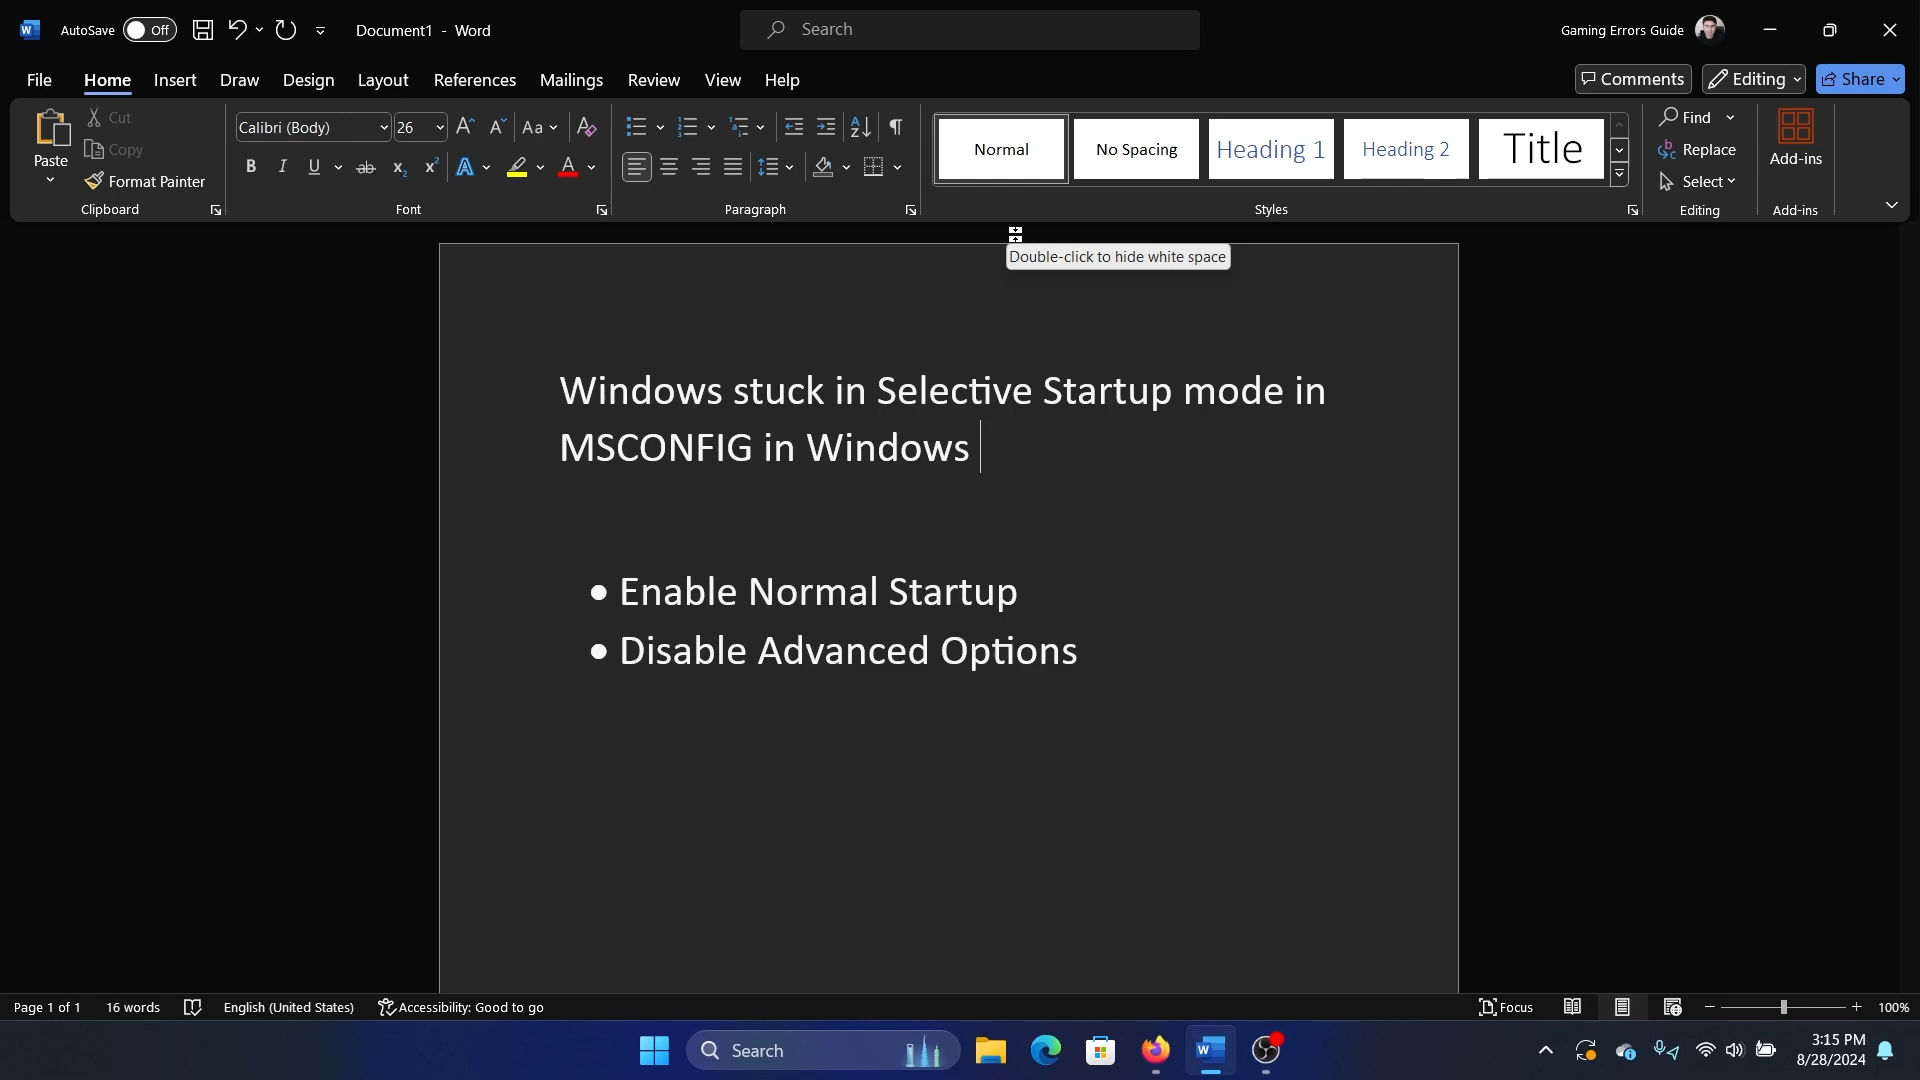 AutoSave Off Document1 - Word Search Gaming Errors Guide
File Home Insert Draw Design Layout References Mailings Review View Help Comments Editing Share
Paste Cut Copy Format Painter Clipboard
Calibri (Body) 26 Aa Font
Paragraph
Normal No Spacing Heading 1 Heading 2 Title Styles
Find Replace Select Editing
Add-ins Add-ins
Double-click to hide white space
Windows stuck in Selective Startup mode in
MSCONFIG in Windows
• Enable Normal Startup
• Disable Advanced Options
Page 1 of 1 16 words English (United States) Accessibility: Good to go Focus 100%
Search 3:15 PM
8/28/2024